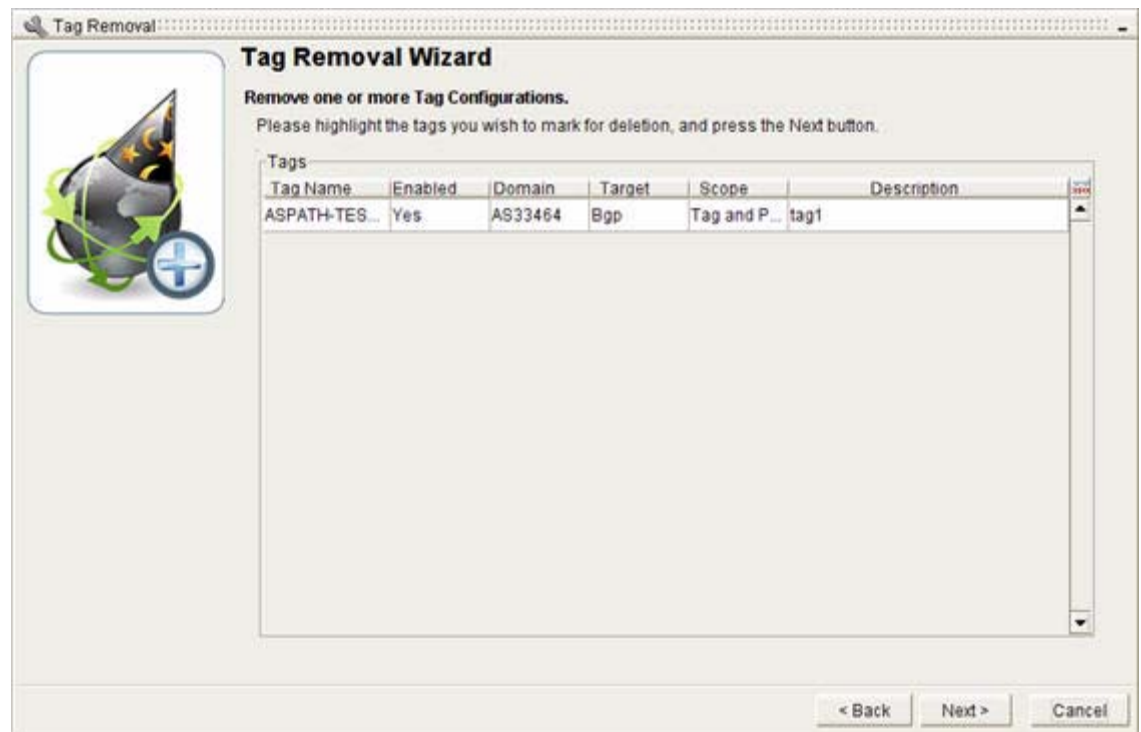 Tag Removal
Tag Removal Wizard
Remove one or more Tag Configurations.
Please highlight the tags you wish to mark for deletion, and press the Next button.
Tags
Tag Name Enabled Domain Target Scope Description
ASPATH-TES... Yes AS33464 Bgp Tag and P... tag1
< Back Next > Cancel